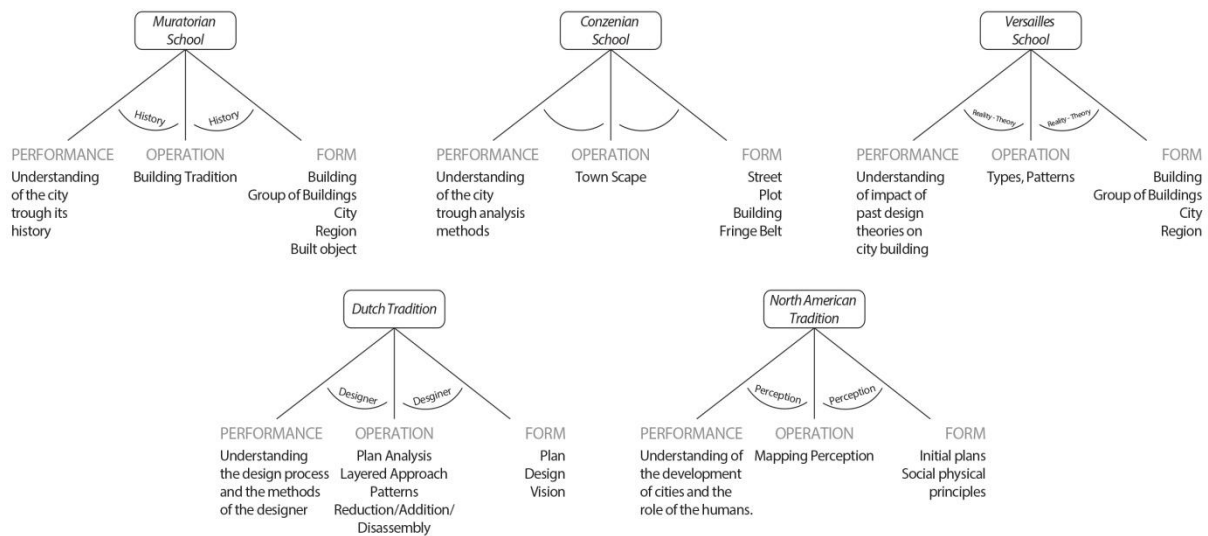 Muratorian
School
History
History
PERFORMANCE
Understanding
of the city
trough its
history
OPERATION
Building Tradition
FORM
Building
Group of Buildings
City
Region
Built object
Conzenian
School
PERFORMANCE
Understanding
of the city
trough analysis
methods
OPERATION
Town Scape
FORM
Street
Plot
Building
Fringe Belt
Versailles
School
Reality - Theory
Reality - Theory
PERFORMANCE
Understanding
of impact of
past design
theories on
city building
OPERATION
Types, Patterns
FORM
Building
Group of Buildings
City
Region
Dutch Tradition
Designer
Desginer
PERFORMANCE
Understanding
the design process
and the methods
of the designer
OPERATION
Plan Analysis
Layered Approach
Patterns
Reduction/Addition/
Disassembly
FORM
Plan
Design
Vision
North American
Tradition
Perception
Perception
PERFORMANCE
Understanding of
the development
of cities and the
role of the humans.
OPERATION
Mapping Perception
FORM
Initial plans
Social physical
principles